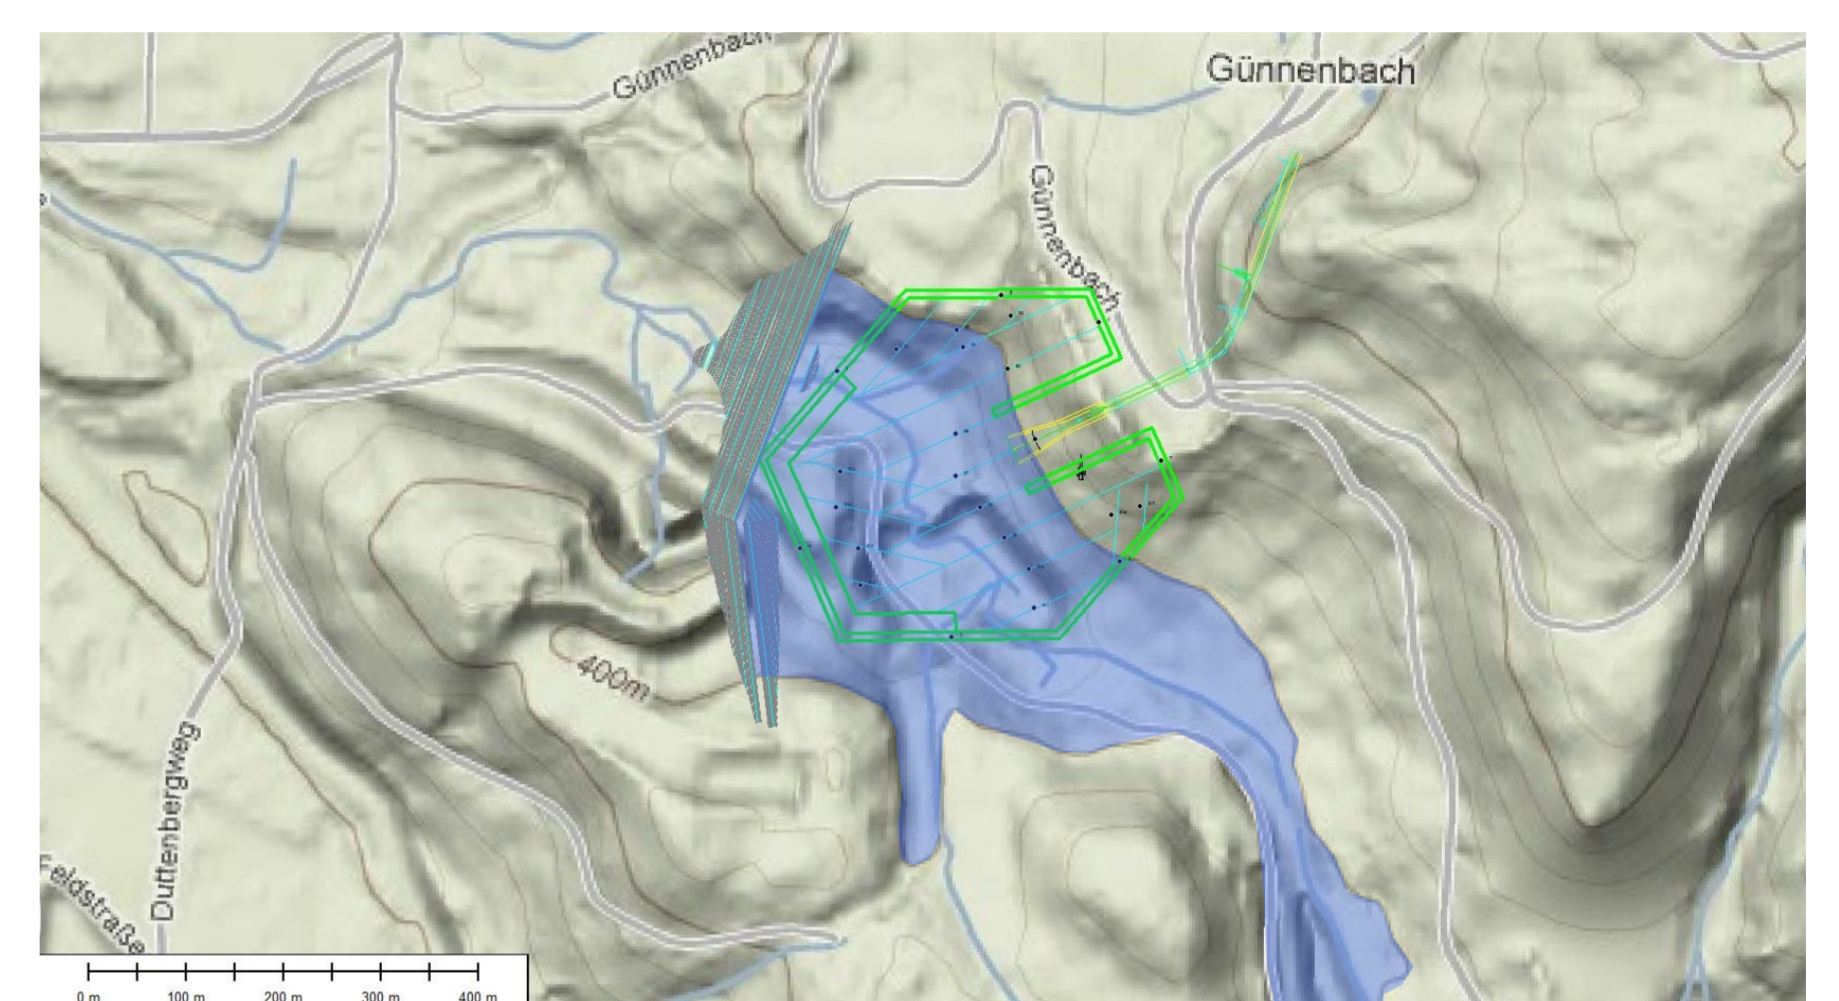 Günnenbach
Günnenbach
Günnenbach
400m
Duttenbergweg
Feldstraße
0 m 100 m 200 m 300 m 400 m